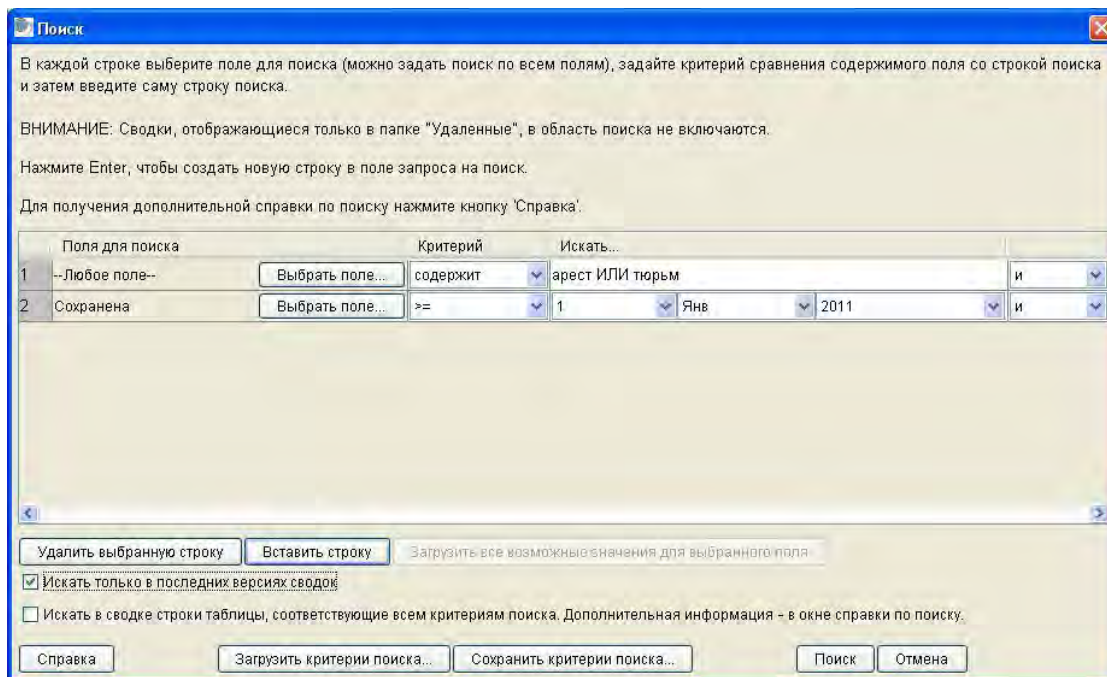 Поиск
В каждой строке выберите поле для поиска (можно задать поиск по всем полям), задайте критерий сравнения содержимого поля со строкой поиска
и затем введите саму строку поиска.
ВНИМАНИЕ: Сводки, отображающиеся только в папке "Удаленные", в область поиска не включаются.
Нажмите Enter, чтобы создать новую строку в поле запроса на поиск.
Для получения дополнительной справки по поиску нажмите кнопку 'Справка'.
Поля для поиска Критерий Искать...
1 --Любое поле-- Выбрать поле... содержит арест ИЛИ тюрьм и
2 Сохранена Выбрать поле... >= 1 Янв 2011 и
Удалить выбранную строку Вставить строку Загрузить все возможные значения для выбранного поля
Искать только в последних версиях сводок
Искать в сводке строки таблицы, соответствующие всем критериям поиска. Дополнительная информация - в окне справки по поиску.
Справка Загрузить критерии поиска... Сохранить критерии поиска... Поиск Отмена